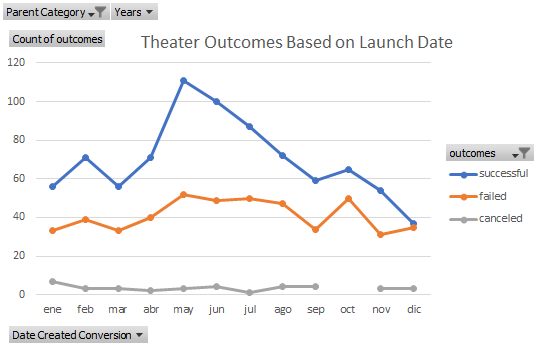 Parent Category Years
Count of outcomes
Theater Outcomes Based on Launch Date
120
100
80
60
40
20
0
ene feb mar abr may jun jul ago sep oct nov dic
outcomes
successful
failed
canceled
Date Created Conversion